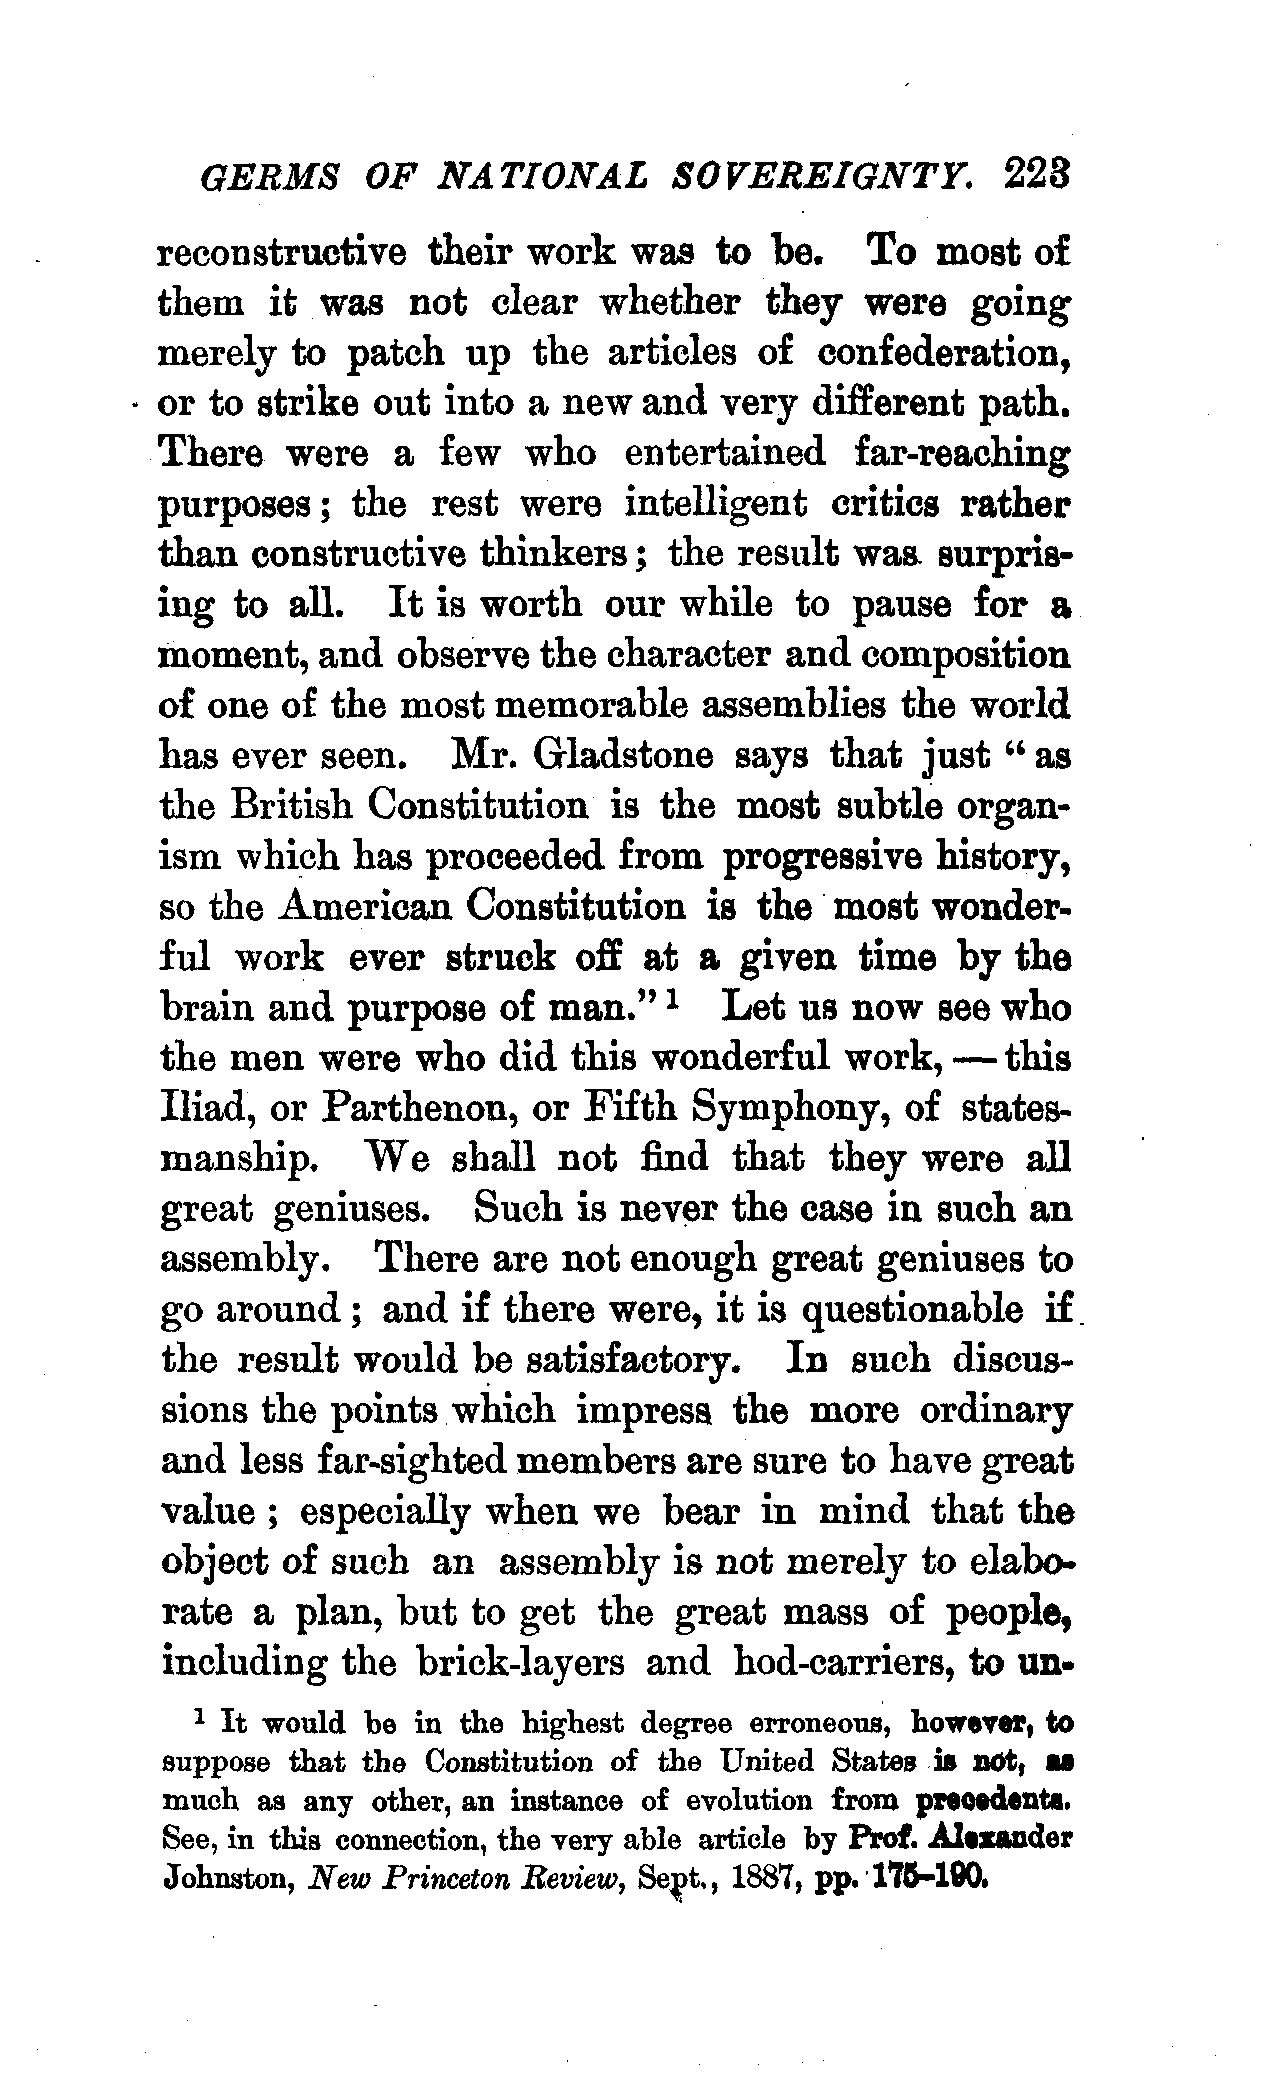 GERMS OF NATIONAL SOVEREIGNTY. 223
reconstructive their work was to be. To most of
them it was not clear whether they were going
merely to patch up the articles of confederation,
or to strike out into a new and very different path.
There were a few who entertained far-reaching
purposes; the rest were intelligent critics rather
than constructive thinkers; the result was surpris-
ing to all. It is worth our while to pause for a
moment, and observe the character and composition
of one of the most memorable assemblies the world
has ever seen. Mr. Gladstone says that just “as
the British Constitution is the most subtle organ-
ism which has proceeded from progressive history,
so the American Constitution is the most wonder-
ful work ever struck off at a given time by the
brain and purpose of man.” ¹ Let us now see who
the men were who did this wonderful work, — this
Iliad, or Parthenon, or Fifth Symphony, of states-
manship. We shall not find that they were all
great geniuses. Such is never the case in such an
assembly. There are not enough great geniuses to
go around; and if there were, it is questionable if
the result would be satisfactory. In such discus-
sions the points which impress the more ordinary
and less far-sighted members are sure to have great
value; especially when we bear in mind that the
object of such an assembly is not merely to elabo-
rate a plan, but to get the great mass of people,
including the brick-layers and hod-carriers, to un-
¹ It would be in the highest degree erroneous, however, to
suppose that the Constitution of the United States is not, as
much as any other, an instance of evolution from precedents.
See, in this connection, the very able article by Prof. Alexander
Johnston, New Princeton Review, Sept., 1887, pp. 175–190.